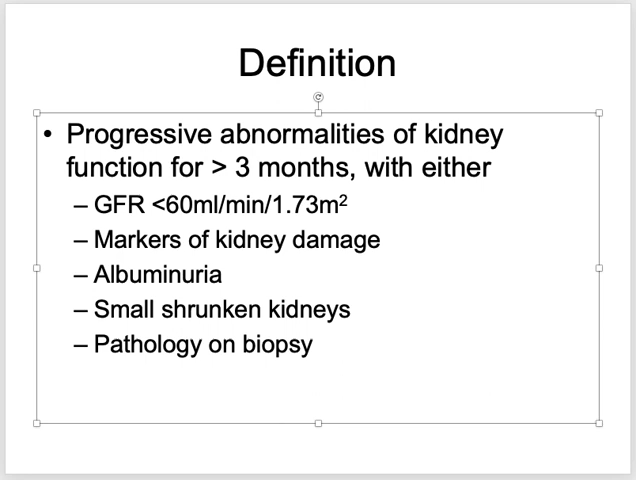 Definition
• Progressive abnormalities of kidney
function for > 3 months, with either
– GFR <60ml/min/1.73m²
– Markers of kidney damage
– Albuminuria
– Small shrunken kidneys
– Pathology on biopsy